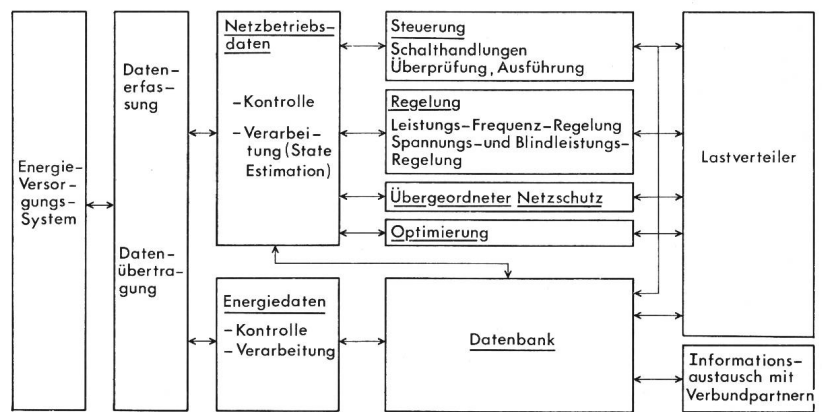 Energie-
Versor-
gungs-
System
Daten-
erfas-
sung
Daten-
übertra-
gung
Netzbetriebs-
daten
-Kontrolle
-Verarbei-
tung (State
Estimation)
Energiedaten
-Kontrolle
-Verarbeitung
Steuerung
Schalthandlungen
Überprüfung, Ausführung
Regelung
Leistungs-Frequenz-Regelung
Spannungs-und Blindleistungs-
Regelung
Übergeordneter Netzschutz
Optimierung
Datenbank
Lastverteiler
Informations-
austausch mit
Verbundpartnern